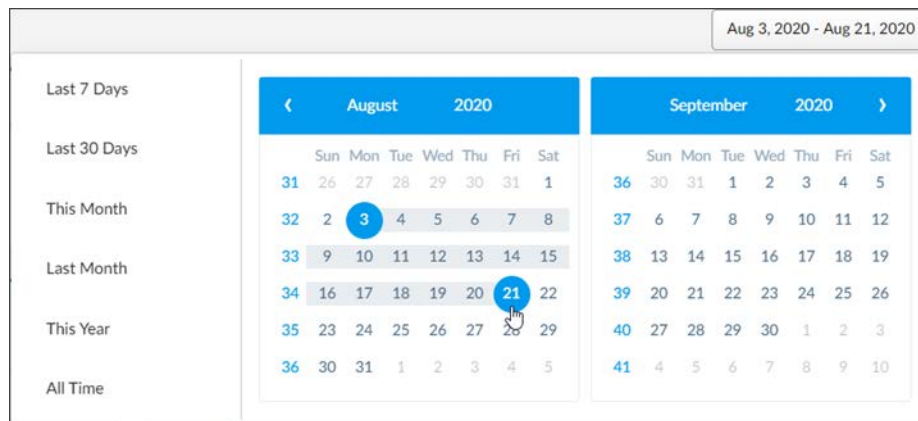 Aug 3, 2020 - Aug 21, 2020
Last 7 Days
Last 30 Days
This Month
Last Month
This Year
All Time
‹ August 2020
Sun Mon Tue Wed Thu Fri Sat
31 26 27 28 29 30 31 1
32 2 3 4 5 6 7 8
33 9 10 11 12 13 14 15
34 16 17 18 19 20 21 22
35 23 24 25 26 27 28 29
36 30 31 1 2 3 4 5
September 2020 ›
Sun Mon Tue Wed Thu Fri Sat
36 30 31 1 2 3 4 5
37 6 7 8 9 10 11 12
38 13 14 15 16 17 18 19
39 20 21 22 23 24 25 26
40 27 28 29 30 1 2 3
41 4 5 6 7 8 9 10